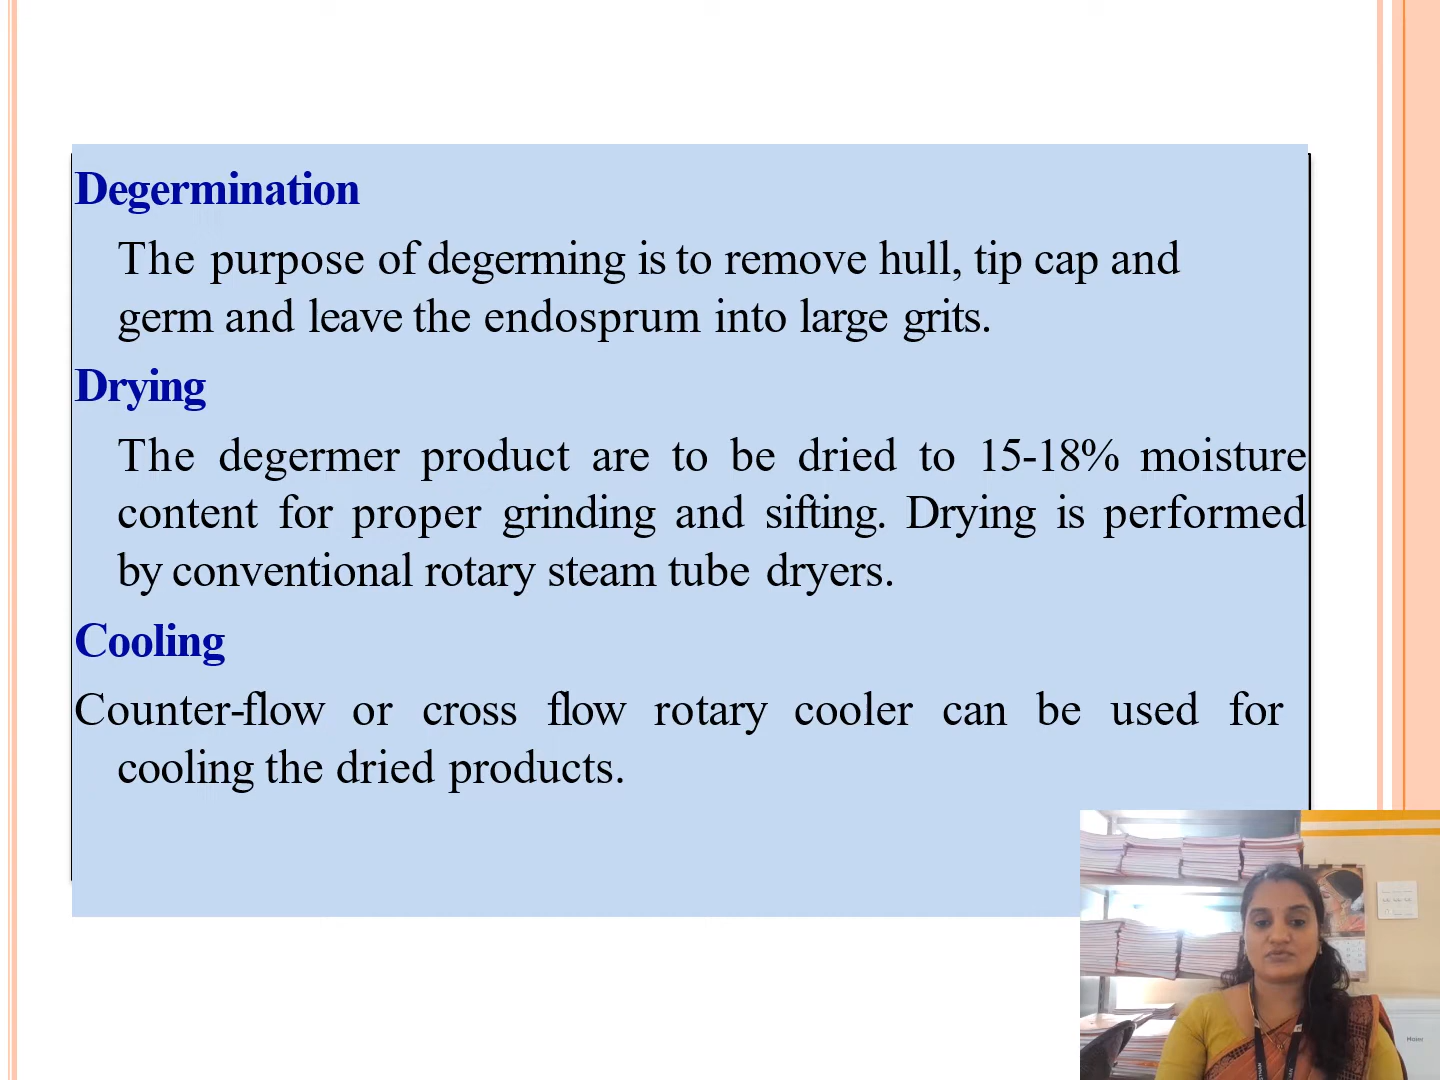 Degermination
The purpose of degerming is to remove hull, tip cap and
germ and leave the endosprum into large grits.
Drying
The degermer product are to be dried to 15-18% moisture
content for proper grinding and sifting. Drying is performed
by conventional rotary steam tube dryers.
Cooling
Counter-flow or cross flow rotary cooler can be used for
cooling the dried products.
Haier